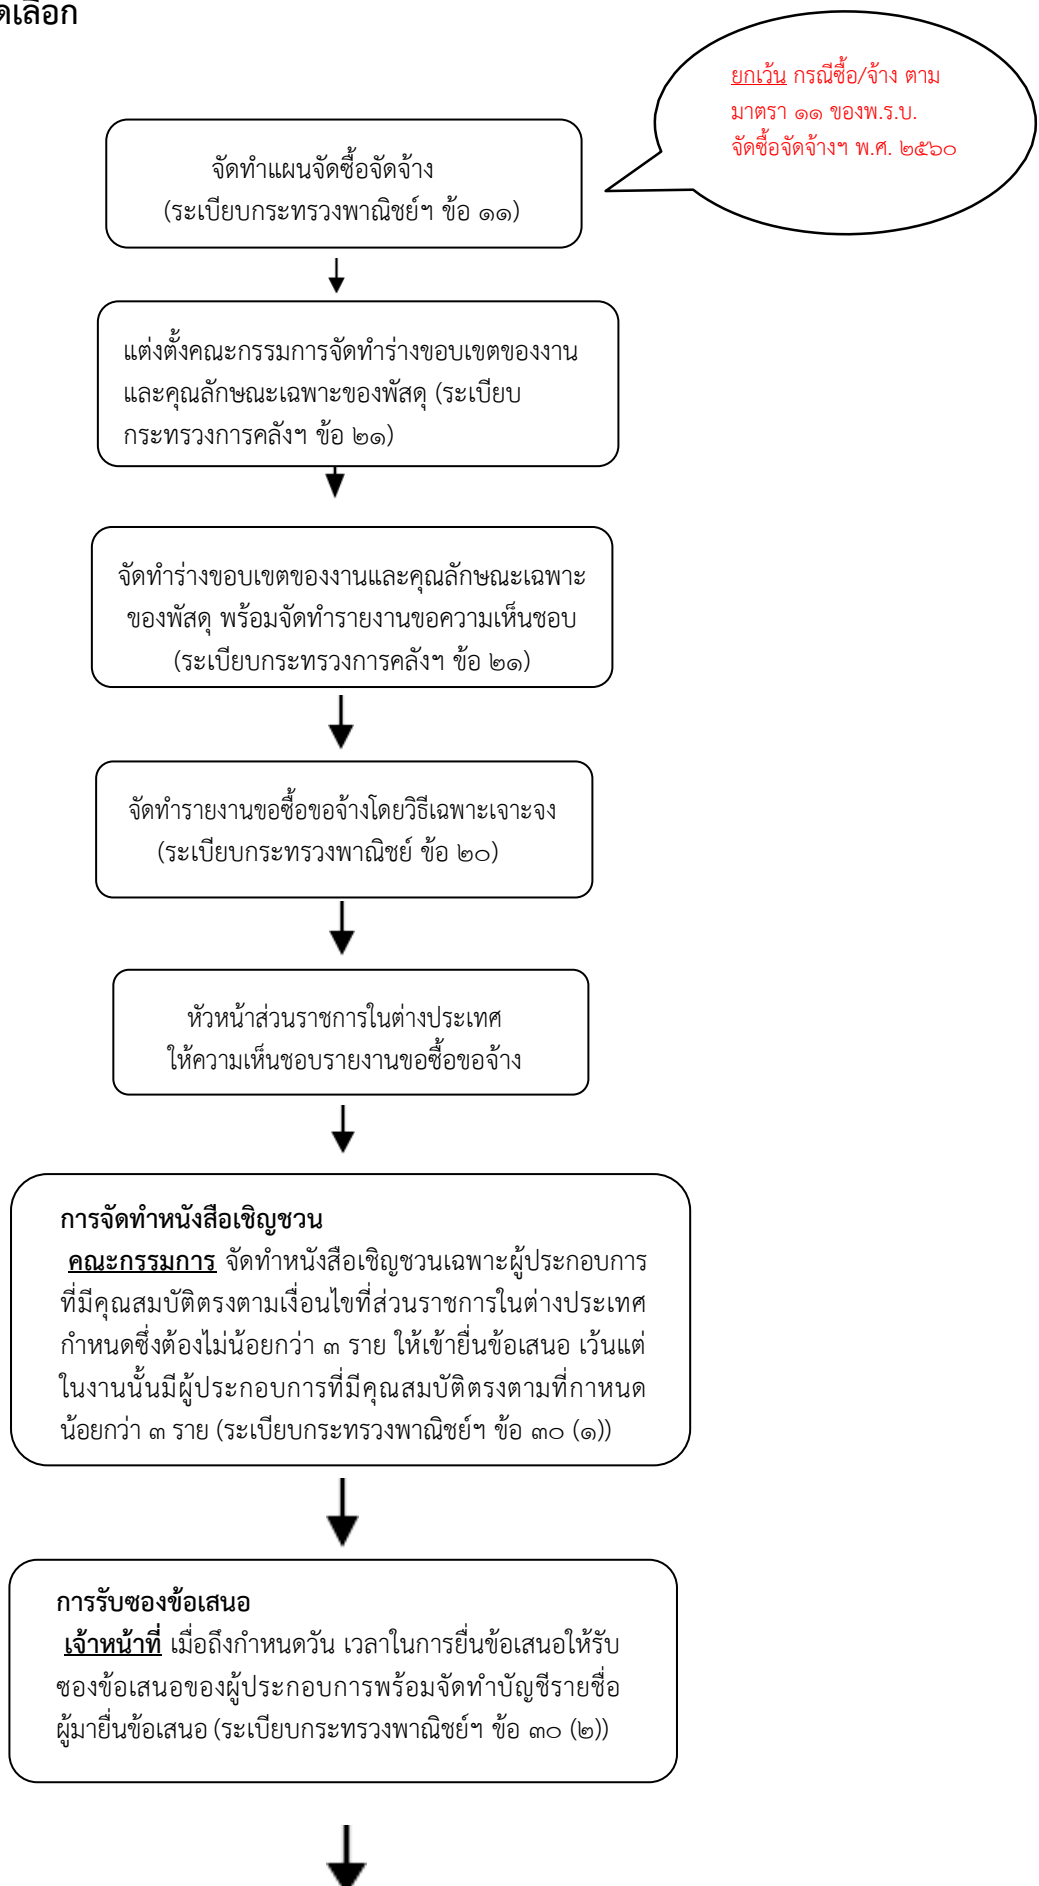 ดเลือก
ยกเว้น กรณีซื้อ/จ้าง ตาม
มาตรา ๑๑ ของพ.ร.บ.
จัดซื้อจัดจ้างฯ พ.ศ. ๒๕๖๐
จัดทำแผนจัดซื้อจัดจ้าง
(ระเบียบกระทรวงพาณิชย์ฯ ข้อ ๑๑)
แต่งตั้งคณะกรรมการจัดทำร่างขอบเขตของงาน
และคุณลักษณะเฉพาะของพัสดุ (ระเบียบ
กระทรวงการคลังฯ ข้อ ๒๑)
จัดทำร่างขอบเขตของงานและคุณลักษณะเฉพาะ
ของพัสดุ พร้อมจัดทำรายงานขอความเห็นชอบ
(ระเบียบกระทรวงการคลังฯ ข้อ ๒๑)
จัดทำรายงานขอซื้อขอจ้างโดยวิธีเฉพาะเจาะจง
(ระเบียบกระทรวงพาณิชย์ ข้อ ๒๐)
หัวหน้าส่วนราชการในต่างประเทศ
ให้ความเห็นชอบรายงานขอซื้อขอจ้าง
การจัดทำหนังสือเชิญชวน
คณะกรรมการ จัดทำหนังสือเชิญชวนเฉพาะผู้ประกอบการ
ที่มีคุณสมบัติตรงตามเงื่อนไขที่ส่วนราชการในต่างประเทศ
กำหนดซึ่งต้องไม่น้อยกว่า ๓ ราย ให้เข้ายื่นข้อเสนอ เว้นแต่
ในงานนั้นมีผู้ประกอบการที่มีคุณสมบัติตรงตามที่กาหนด
น้อยกว่า ๓ ราย (ระเบียบกระทรวงพาณิชย์ฯ ข้อ ๓๐ (๑))
การรับซองข้อเสนอ
เจ้าหน้าที่ เมื่อถึงกำหนดวัน เวลาในการยื่นข้อเสนอให้รับ
ซองข้อเสนอของผู้ประกอบการพร้อมจัดทำบัญชีรายชื่อ
ผู้มายื่นข้อเสนอ (ระเบียบกระทรวงพาณิชย์ฯ ข้อ ๓๐ (๒))